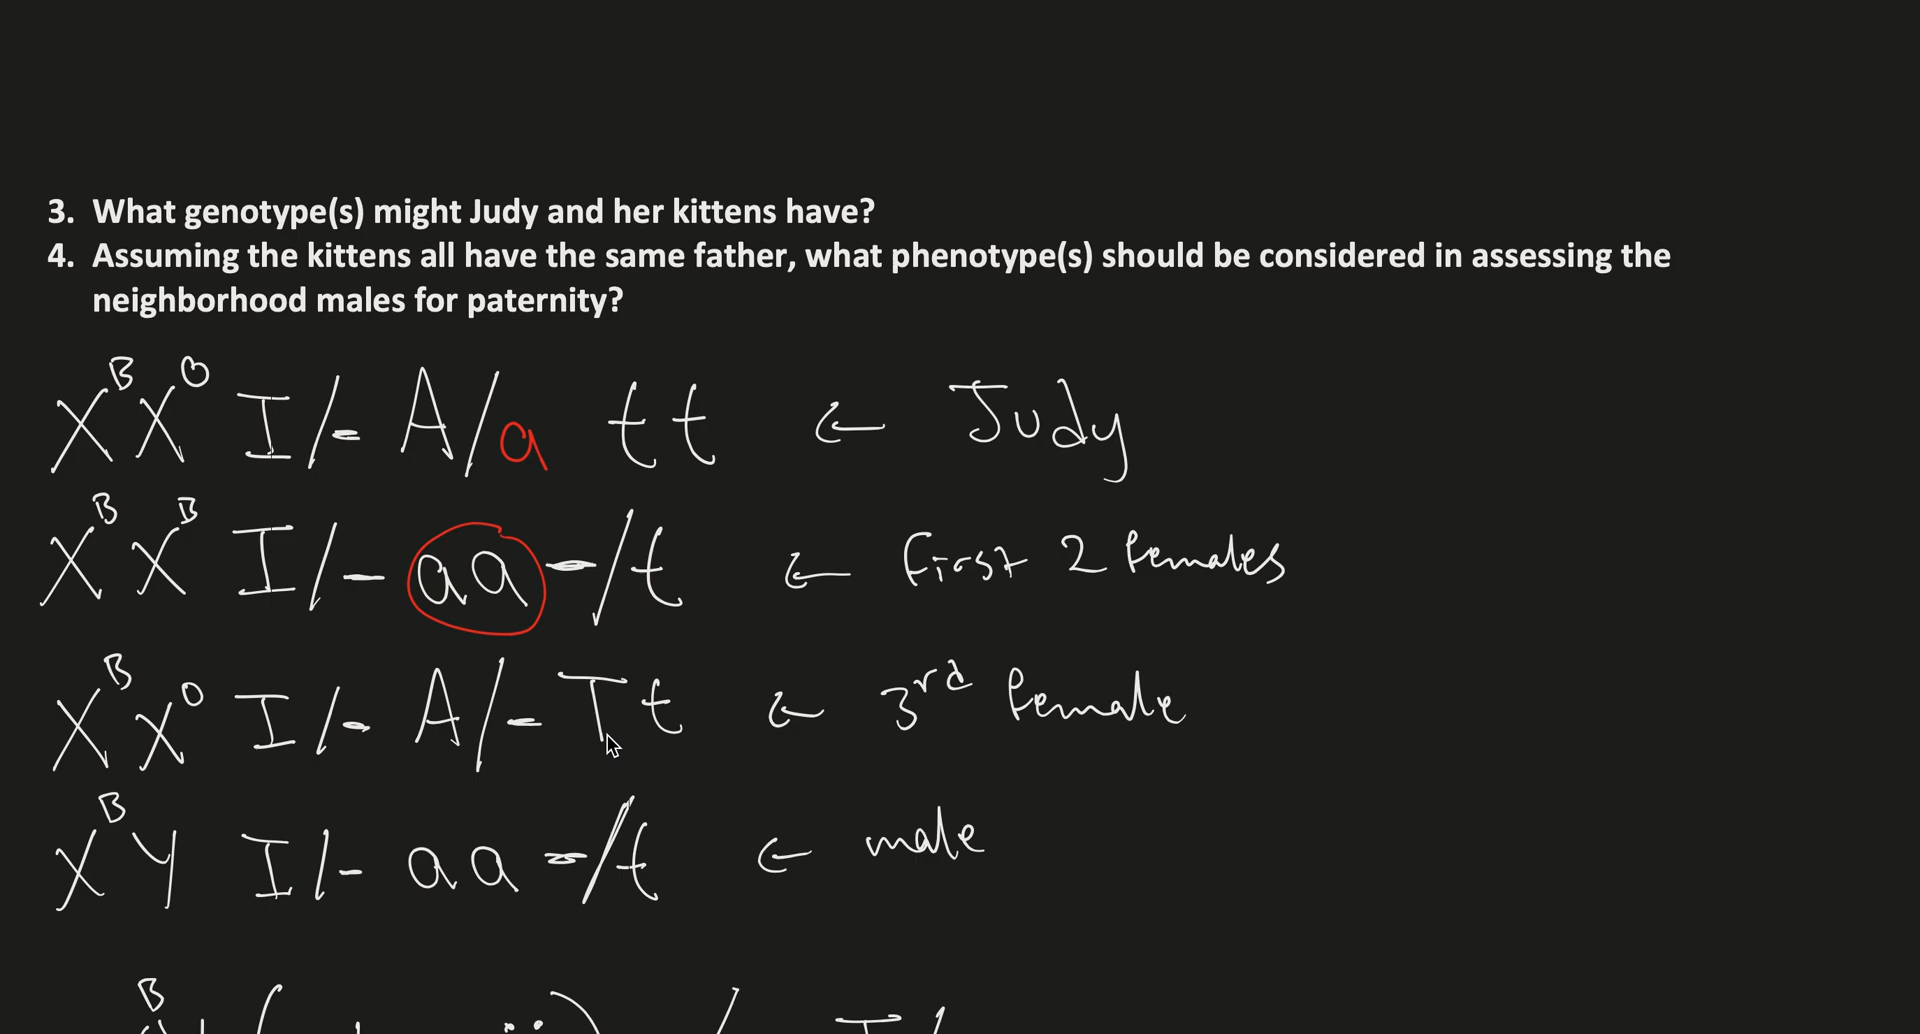 3. What genotype(s) might Judy and her kittens have?
4. Assuming the kittens all have the same father, what phenotype(s) should be considered in assessing the
neighborhood males for paternity?
X^B X^O I/- A/a tt ← Judy
X^B X^B I/- aa -/t ← First 2 females
X^B X^O I/- A/- Tt ← 3rd female
X^B Y I/- aa -/t ← male
B